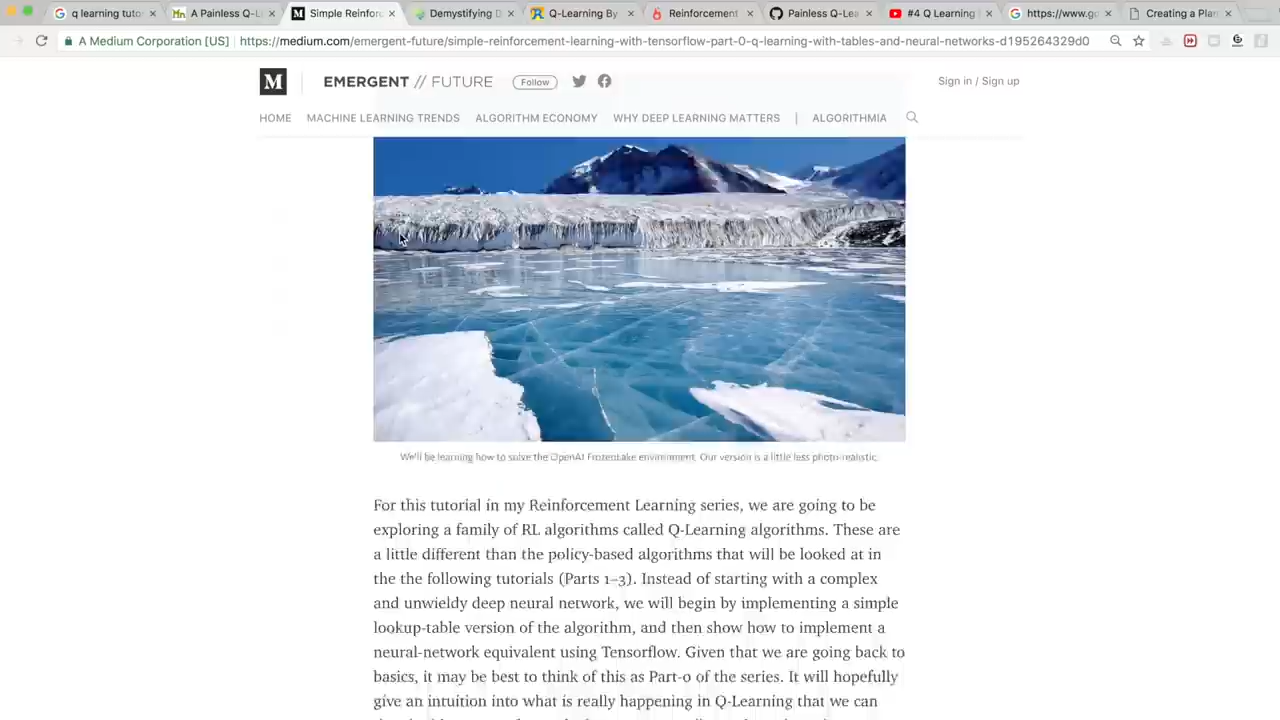 q learning tuto
A Painless Q-L
Simple Reinfor
Demystifying D
Q-Learning By
Reinforcement
Painless Q-Lea
#4 Q Learning
https://www.go
Creating a Plan
A Medium Corporation [US] https://medium.com/emergent-future/simple-reinforcement-learning-with-tensorflow-part-0-q-learning-with-tables-and-neural-networks-d195264329d0
M EMERGENT // FUTURE Follow Sign in / Sign up
HOME MACHINE LEARNING TRENDS ALGORITHM ECONOMY WHY DEEP LEARNING MATTERS | ALGORITHMIA
We'll be learning how to solve the OpenAI FrozenLake environment. Our version is a little less photo-realistic.
For this tutorial in my Reinforcement Learning series, we are going to be
exploring a family of RL algorithms called Q-Learning algorithms. These are
a little different than the policy-based algorithms that will be looked at in
the the following tutorials (Parts 1–3). Instead of starting with a complex
and unwieldy deep neural network, we will begin by implementing a simple
lookup-table version of the algorithm, and then show how to implement a
neural-network equivalent using Tensorflow. Given that we are going back to
basics, it may be best to think of this as Part-0 of the series. It will hopefully
give an intuition into what is really happening in Q-Learning that we can